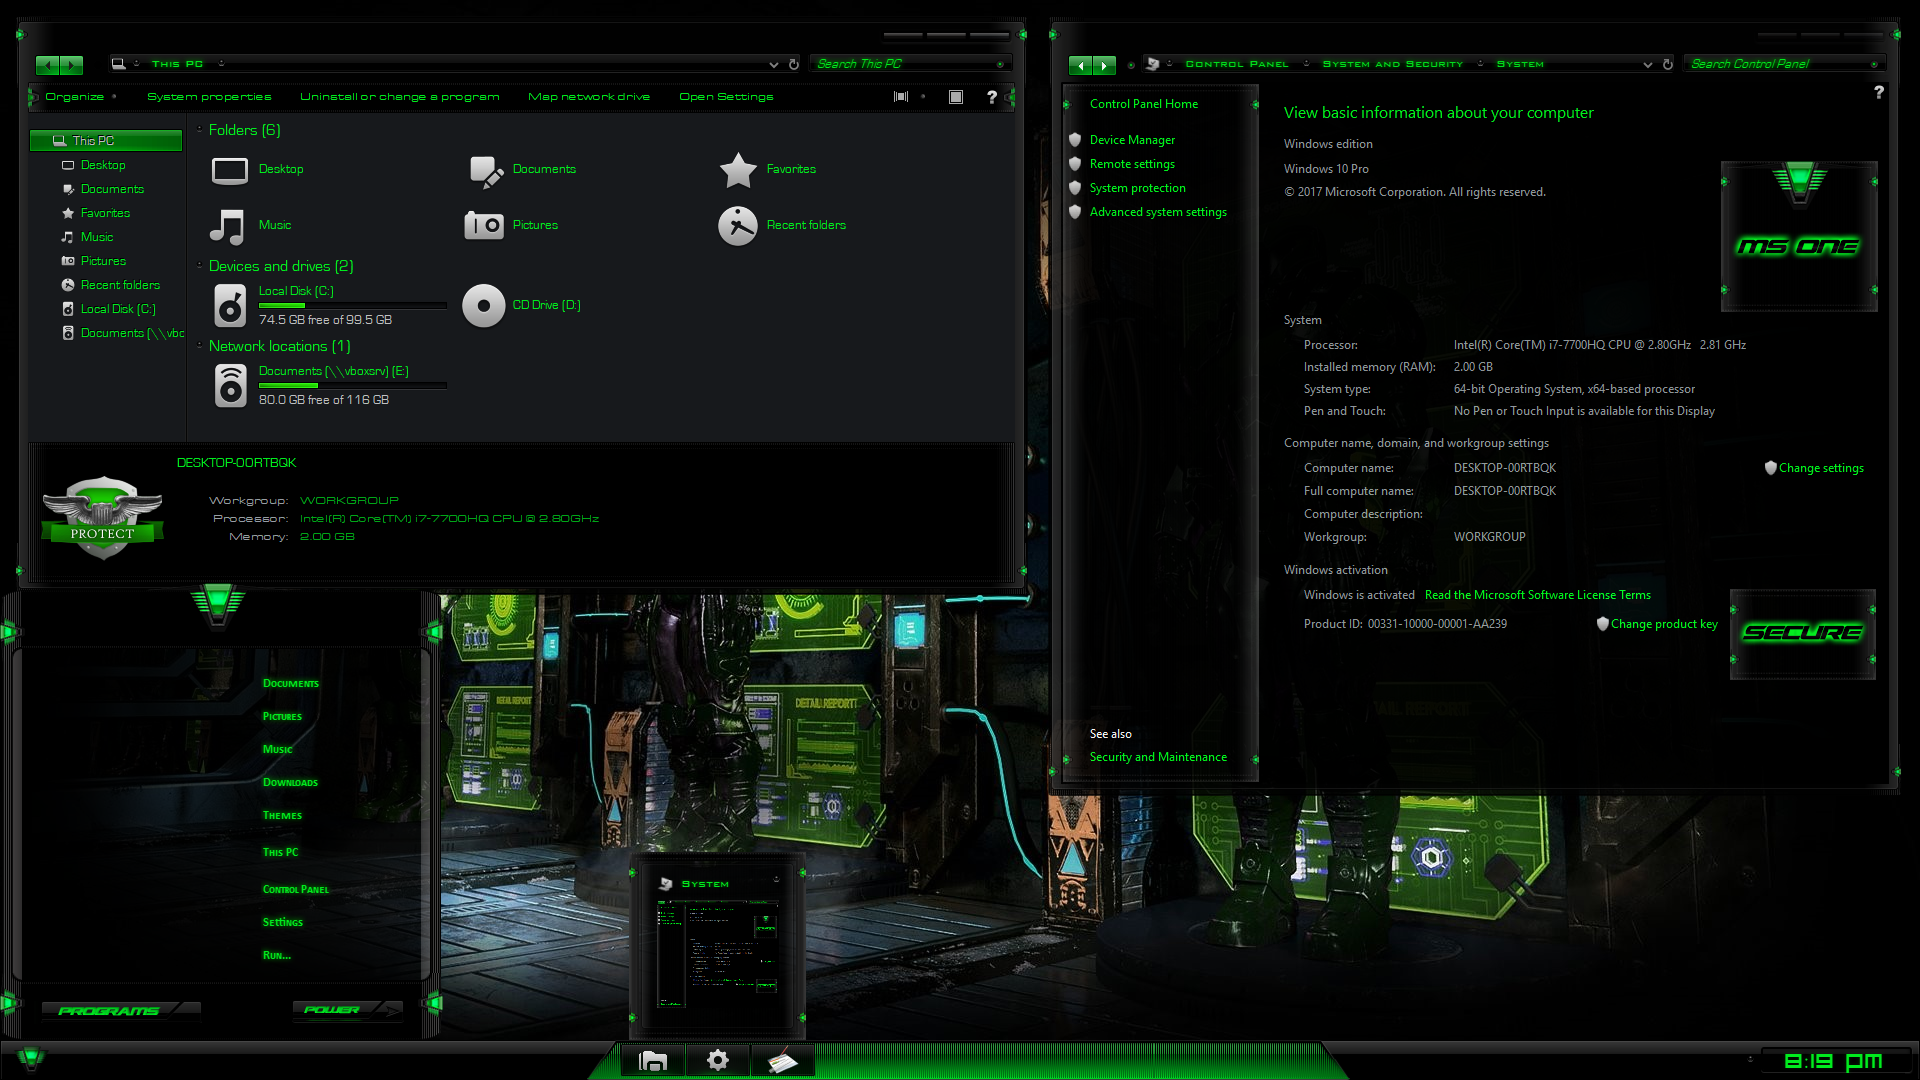 This PC
Search This PC
Organize
System properties
Uninstall or change a program
Map network drive
Open Settings
?
This PC
Desktop
Documents
Favorites
Music
Pictures
Recent folders
Local Disk (C:)
Documents (\\vbc
Folders (6)
Desktop
Documents
Favorites
Music
Pictures
Recent folders
Devices and drives (2)
Local Disk (C:)
74.5 GB free of 99.5 GB
CD Drive (D:)
Network locations (1)
Documents (\\vboxsrv) (E:)
80.0 GB free of 116 GB
PROTECT
DESKTOP-00RTBQK
Workgroup: WORKGROUP
Processor: Intel(R) Core(TM) i7-7700HQ CPU @ 2.80GHz
Memory: 2.00 GB
Control Panel
System and Security
System
Search Control Panel
?
Control Panel Home
Device Manager
Remote settings
System protection
Advanced system settings
See also
Security and Maintenance
View basic information about your computer
Windows edition
Windows 10 Pro
© 2017 Microsoft Corporation. All rights reserved.
MS ONE
System
Processor: Intel(R) Core(TM) i7-7700HQ CPU @ 2.80GHz 2.81 GHz
Installed memory (RAM): 2.00 GB
System type: 64-bit Operating System, x64-based processor
Pen and Touch: No Pen or Touch Input is available for this Display
Computer name, domain, and workgroup settings
Computer name: DESKTOP-00RTBQK
Change settings
Full computer name: DESKTOP-00RTBQK
Computer description:
Workgroup: WORKGROUP
Windows activation
Windows is activated Read the Microsoft Software License Terms
Product ID: 00331-10000-00001-AA239
Change product key
SECURE
Documents
Pictures
Music
Downloads
Themes
This PC
Control Panel
Settings
Run...
PROGRAMS
POWER
DETAIL REPORT
System
8:19 pm